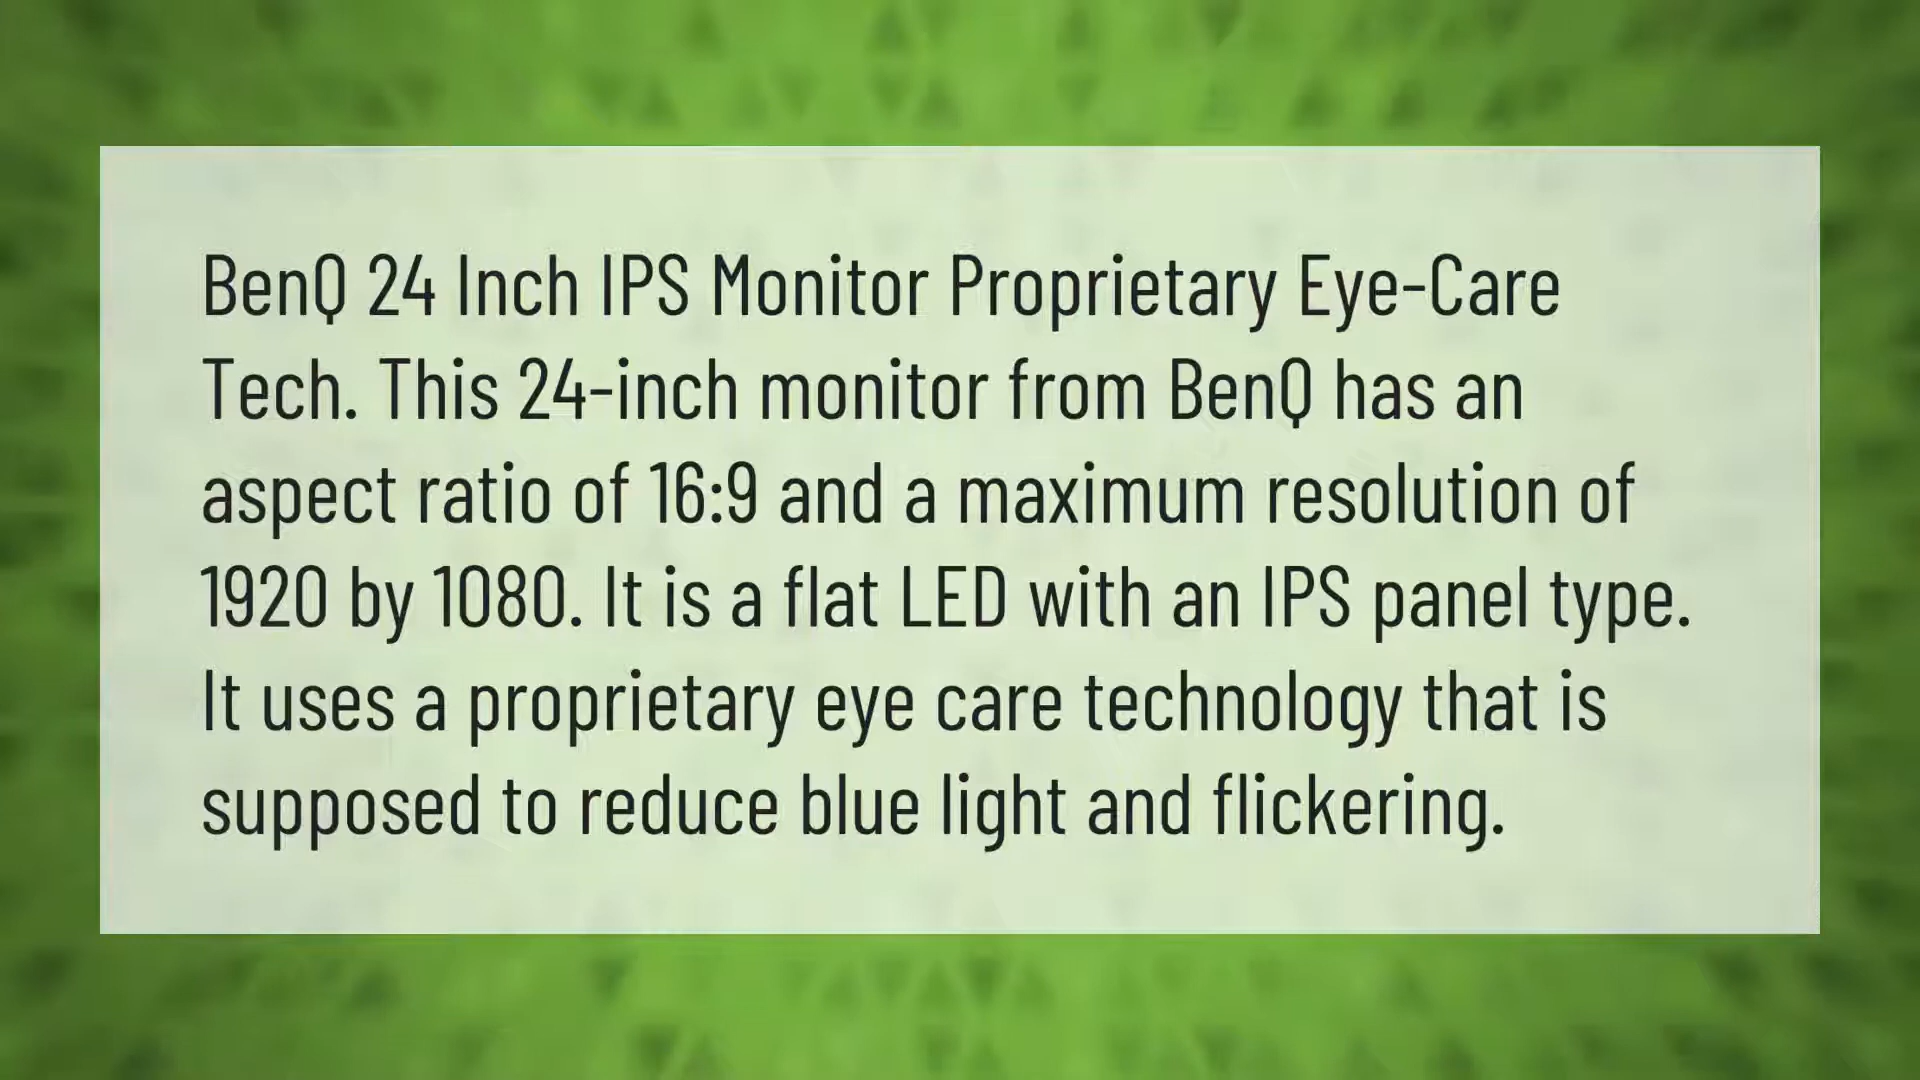 BenQ 24 Inch IPS Monitor Proprietary Eye-Care
Tech. This 24-inch monitor from BenQ has an
aspect ratio of 16:9 and a maximum resolution of
1920 by 1080. It is a flat LED with an IPS panel type.
It uses a proprietary eye care technology that is
supposed to reduce blue light and flickering.